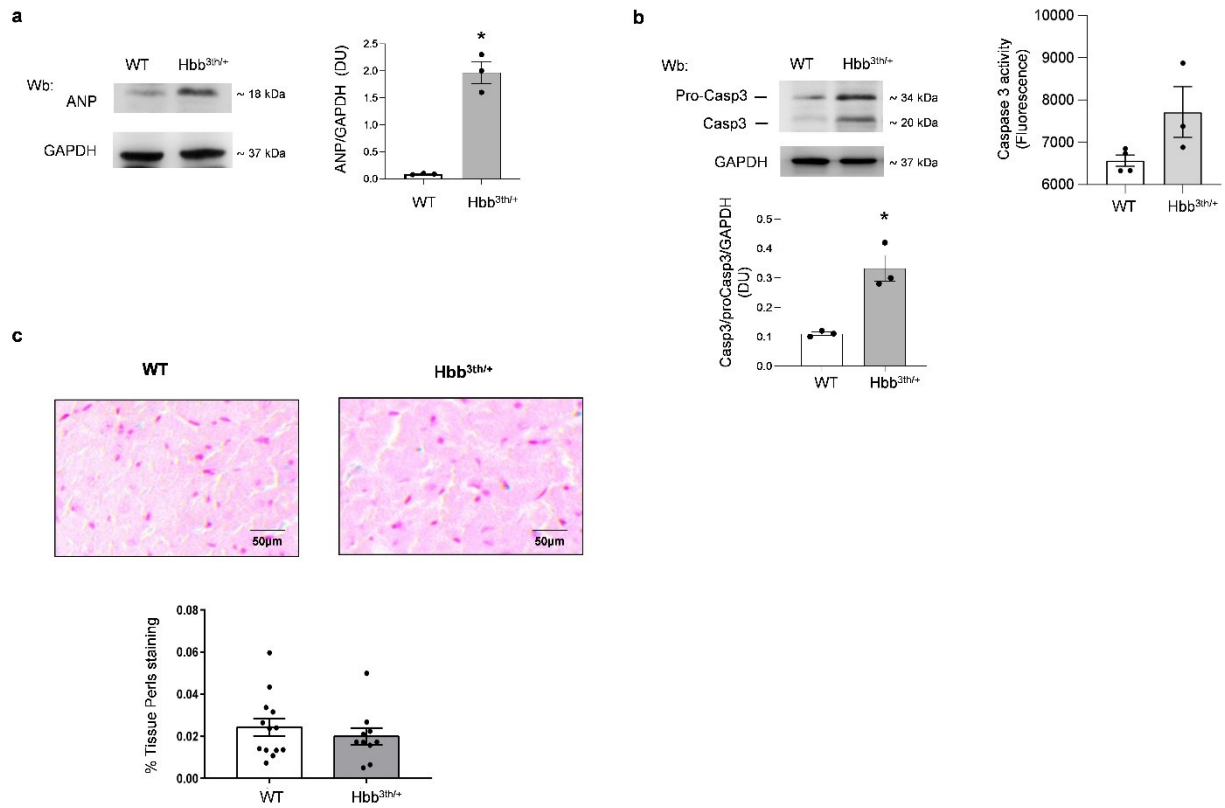 a
WT Hbb3th/+
Wb:
ANP ~ 18 kDa
GAPDH ~ 37 kDa
ANP/GAPDH (DU)
2.5
2.0
1.5
1.0
0.5
0.0
*
WT Hbb3th/+
b
WT Hbb3th/+
Wb:
Pro-Casp3 — ~ 34 kDa
Casp3 — ~ 20 kDa
GAPDH ~ 37 kDa
Casp3/proCasp3/GAPDH
(DU)
0.5
0.4
0.3
0.2
0.1
0.0
*
WT Hbb3th/+
Caspase 3 activity
(Fluorescence)
10000
9000
8000
7000
6000
WT Hbb3th/+
c
WT Hbb3th/+
50µm 50µm
% Tissue Perls staining
0.08
0.06
0.04
0.02
0.00
WT Hbb3th/+